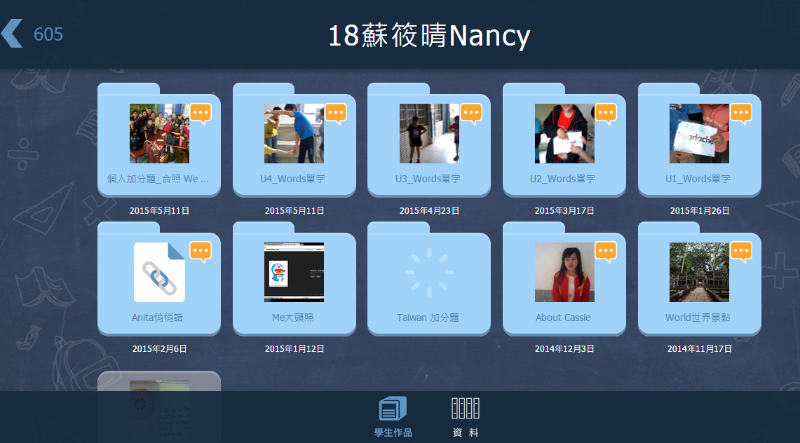 605
18蘇筱晴Nancy
個人加分題_合照 We ...
U4_Words單字
U3_Words單字
U2_Words單字
U1_Words單字
2015年5月11日
2015年5月11日
2015年4月23日
2015年3月17日
2015年1月26日
Anita悄悄話
Me大頭照
Taiwan 加分題
About Cassie
World世界景點
2015年2月6日
2015年1月12日
2014年12月3日
2014年11月17日
學生作品
資 料